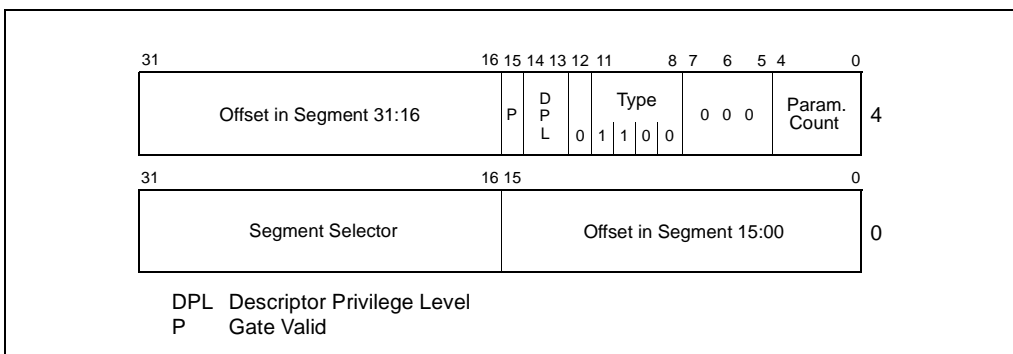 31 16 15 14 13 12 11 8 7 6 5 4 0
Offset in Segment 31:16 P D P L 0 Type 1 1 0 0 0 0 0 Param. Count 4
31 16 15 0
Segment Selector Offset in Segment 15:00 0
DPL Descriptor Privilege Level
P Gate Valid